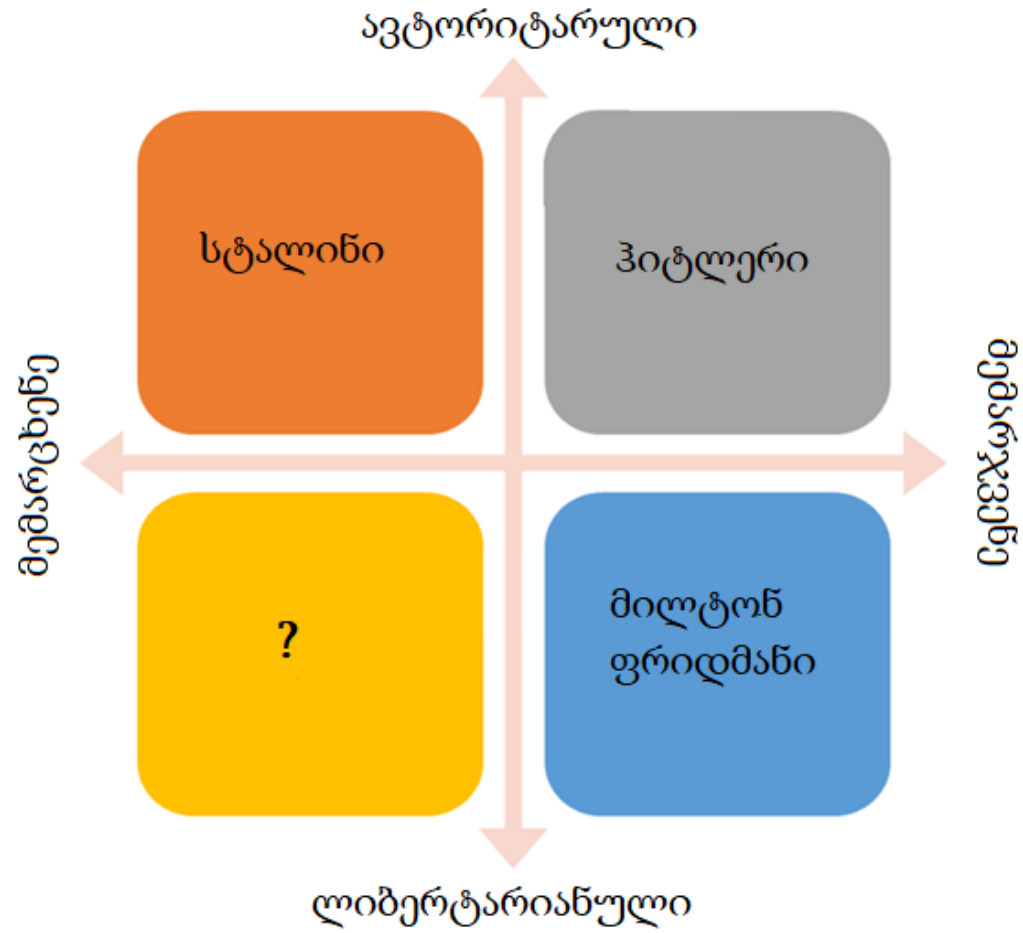 ავტორიტარული
სტალინი
ჰიტლერი
მემარცხენე
მემარჯვენე
?
მილტონ
ფრიდმანი
ლიბერტარიანული